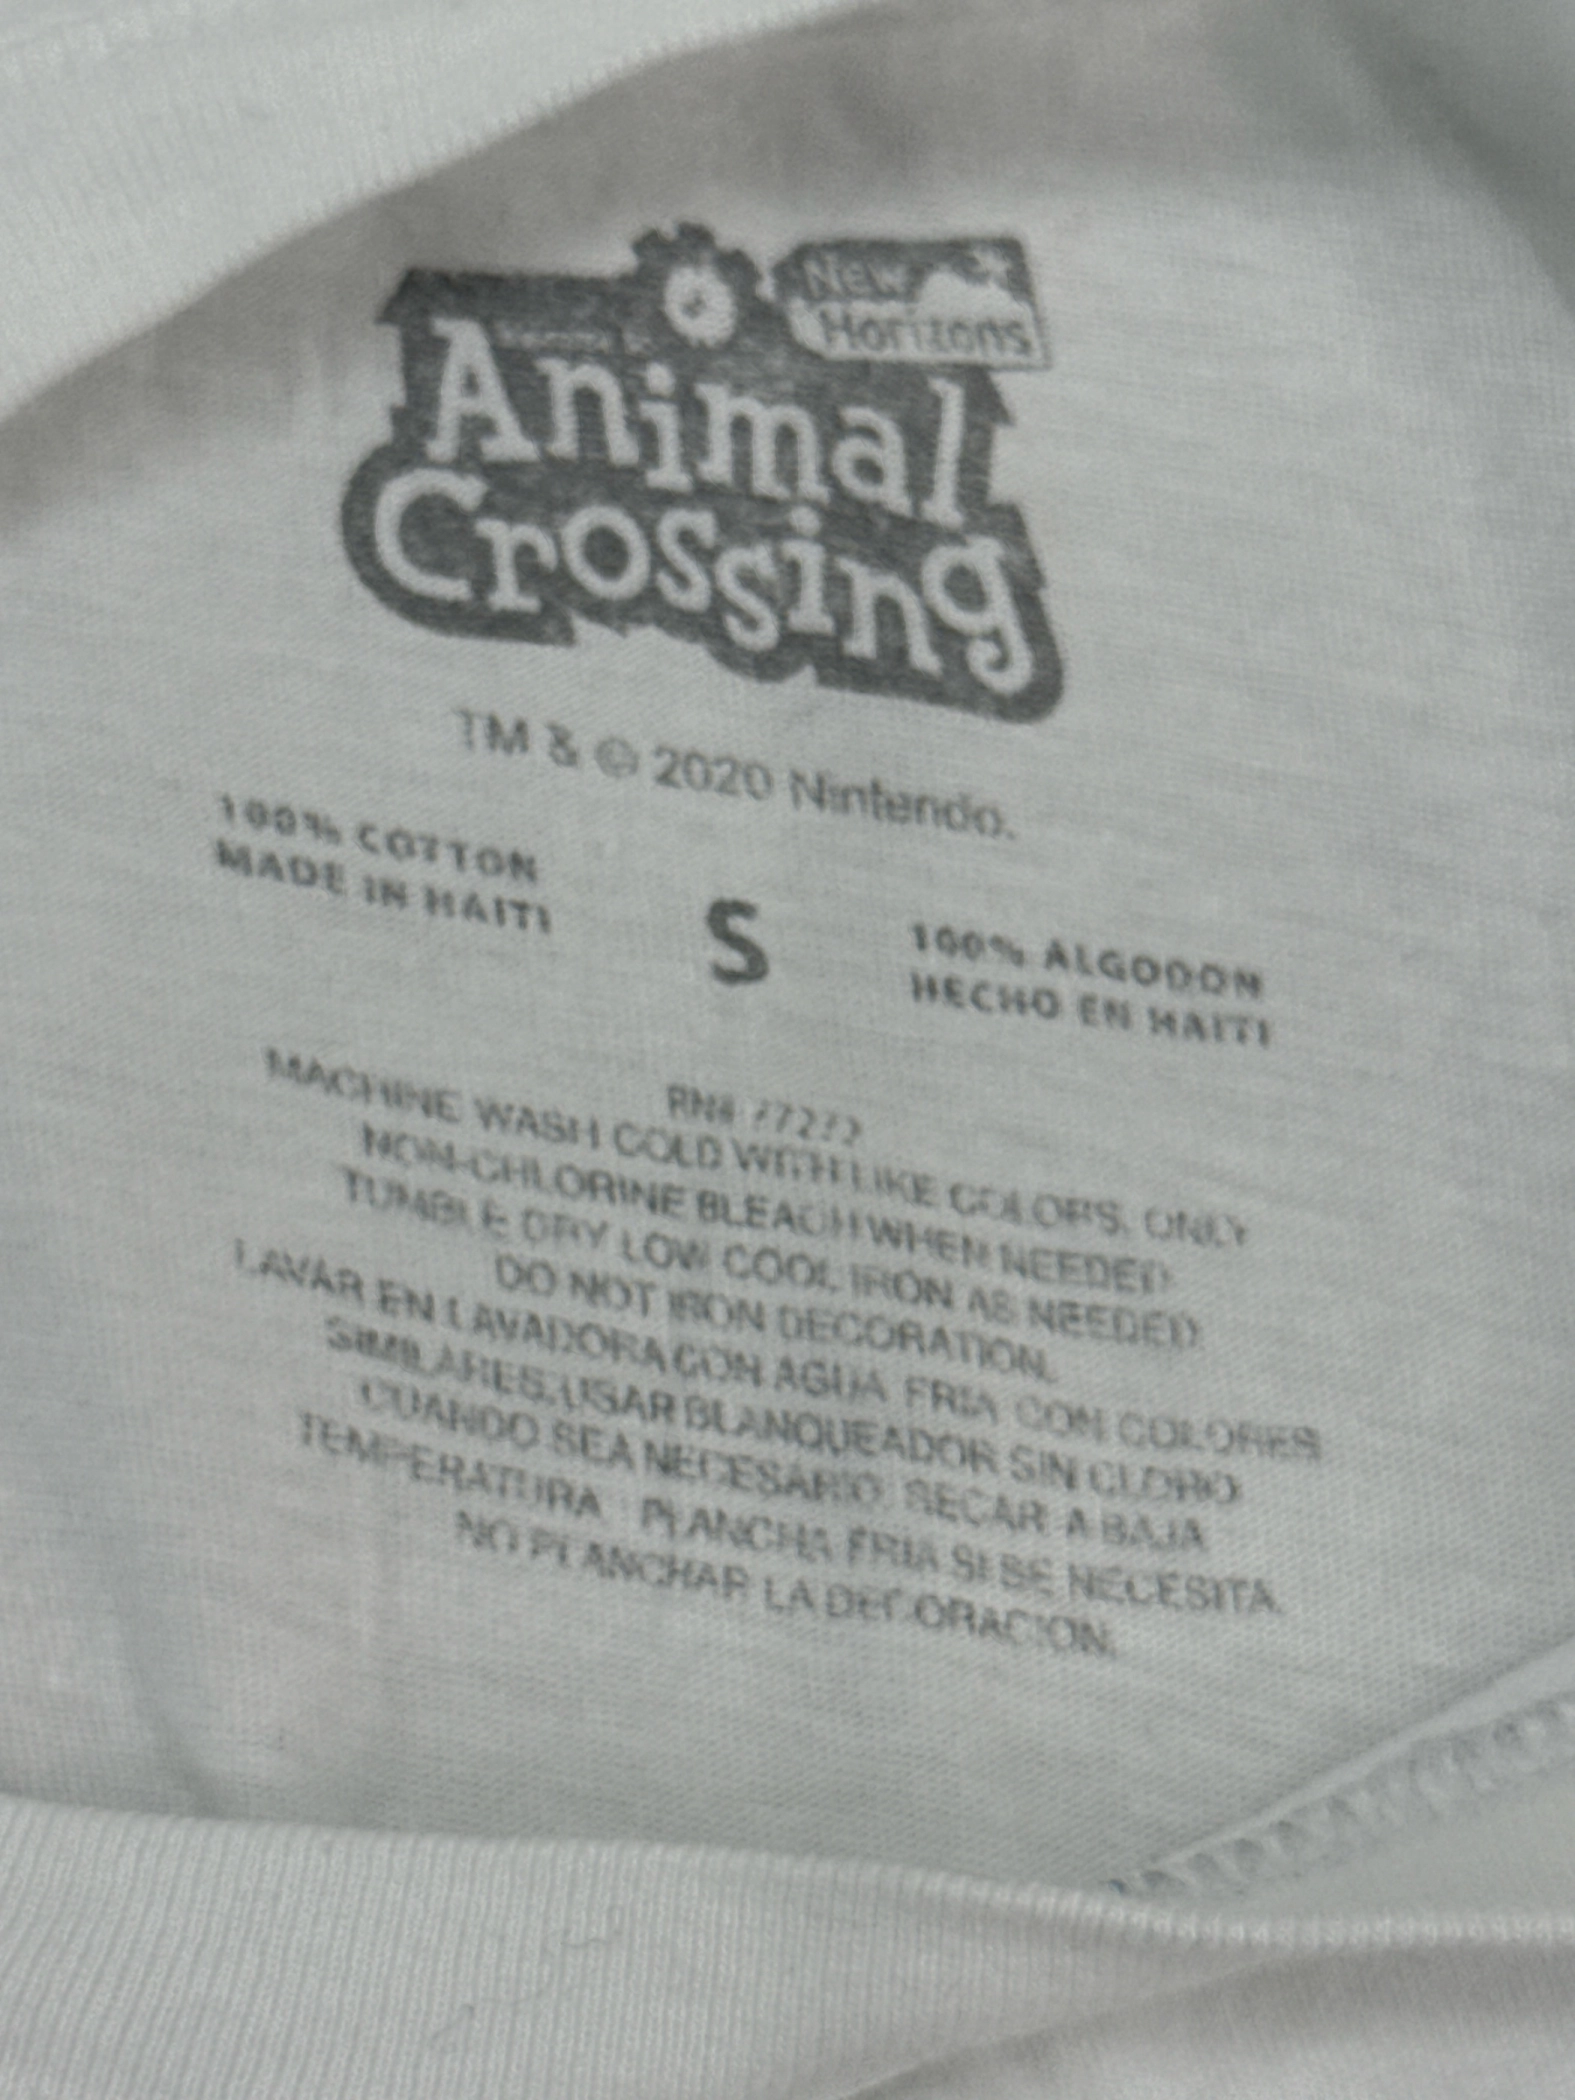 New
Horizons
Animal
Crossing
TM & © 2020 Nintendo.
100% COTTON
MADE IN HAITI
S
100% ALGODON
HECHO EN HAITI
RN#
MACHINE WASH COLD WITH LIKE COLORS. ONLY
NON-CHLORINE BLEACH WHEN NEEDED
TUMBLE DRY LOW COOL IRON AS NEEDED
DO NOT IRON DECORATION.
LAVAR EN LAVADORA CON AGUA FRIA CON COLORES
SIMILARES, USAR BLANQUEADOR SIN CLORO
CUANDO SEA NECESARIO. SECAR A BAJA
TEMPERATURA PLANCHA FRIA SI SE NECESITA.
NO PLANCHAR LA DECORACION.